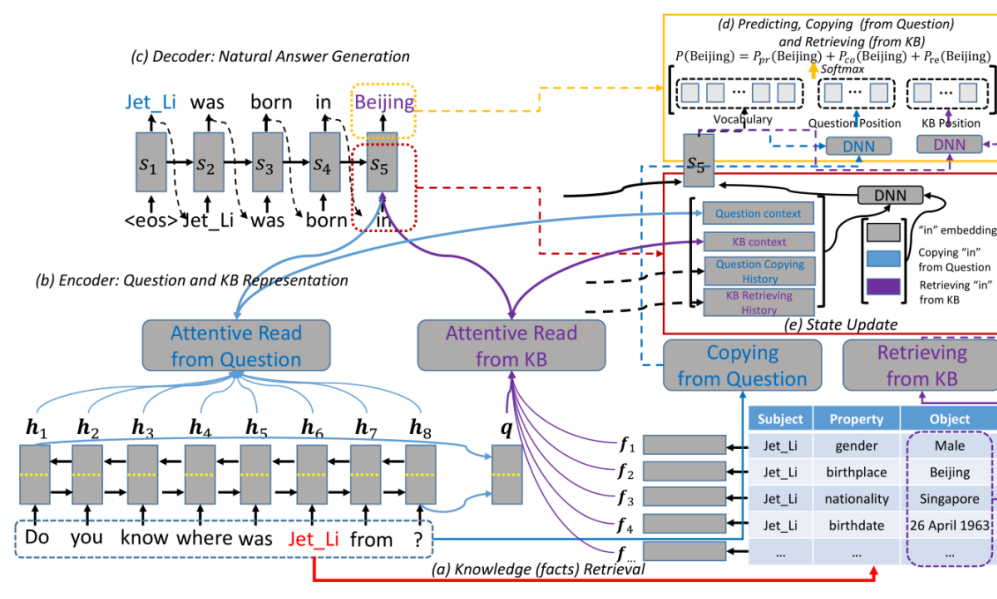 (c) Decoder: Natural Answer Generation
Jet_Li was born in Beijing
s1 s2 s3 s4 s5
<eos> Jet_Li was born in
(d) Predicting, Copying (from Question)
and Retrieving (from KB)
P(Beijing) = Ppr(Beijing) + Pco(Beijing) + Pre(Beijing)
Softmax
... ... ...
Vocabulary Question Position KB Position
DNN DNN
s5
DNN
Question context
KB context
Question Copying
History
KB Retrieving
History
"in" embedding
Copying "in"
from Question
Retrieving "in"
from KB
(e) State Update
(b) Encoder: Question and KB Representation
Attentive Read
from Question
Attentive Read
from KB
Copying
from Question
Retrieving
from KB
h1 h2 h3 h4 h5 h6 h7 h8 q
Do you know where was Jet_Li from ?
f1
f2
f3
f4
f...
Subject Property Object
Jet_Li gender Male
Jet_Li birthplace Beijing
Jet_Li nationality Singapore
Jet_Li birthdate 26 April 1963
... ... ...
(a) Knowledge (facts) Retrieval